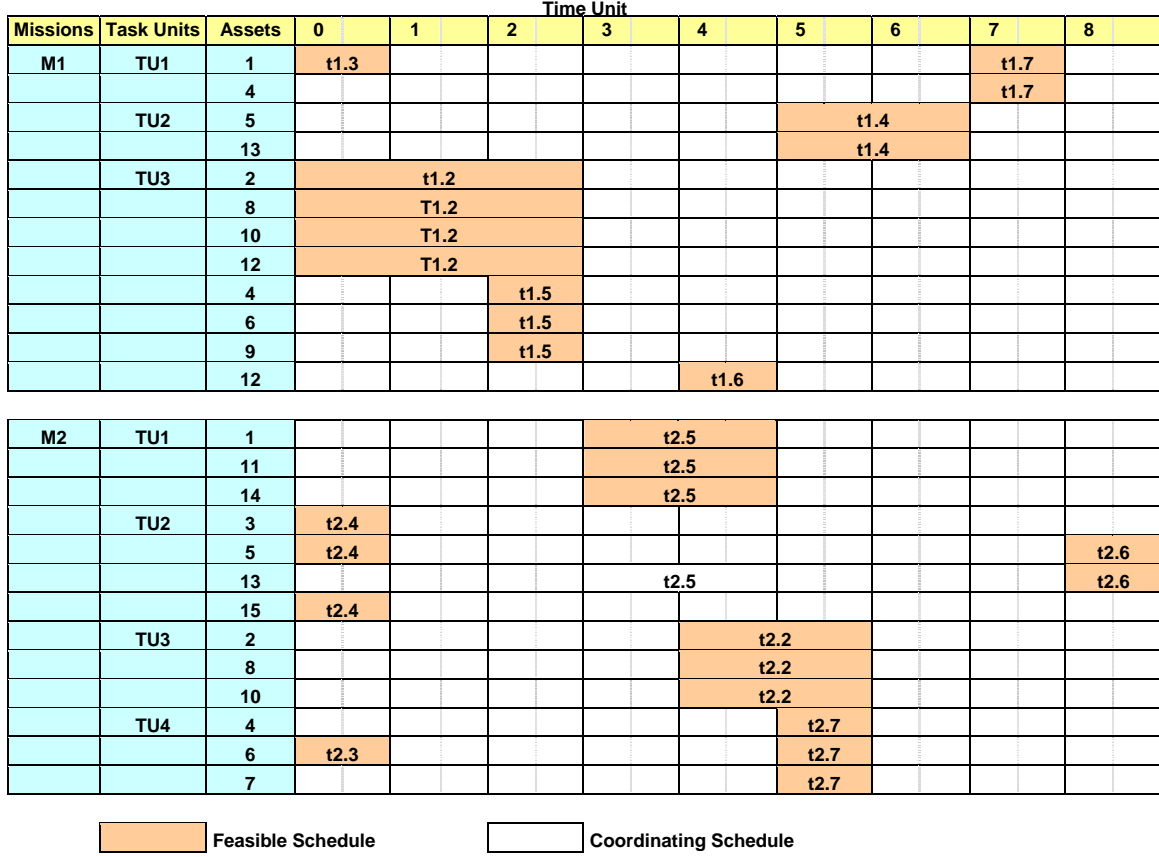 Time Unit
Missions Task Units Assets 0 1 2 3 4 5 6 7 8
M1 TU1 1 t1.3 t1.7
4 t1.7
TU2 5 t1.4
13 t1.4
TU3 2 t1.2
8 T1.2
10 T1.2
12 T1.2
4 t1.5
6 t1.5
9 t1.5
12 t1.6
M2 TU1 1 t2.5
11 t2.5
14 t2.5
TU2 3 t2.4
5 t2.4 t2.6
13 t2.5 t2.6
15 t2.4
TU3 2 t2.2
8 t2.2
10 t2.2
TU4 4 t2.7
6 t2.3 t2.7
7 t2.7
Feasible Schedule Coordinating Schedule